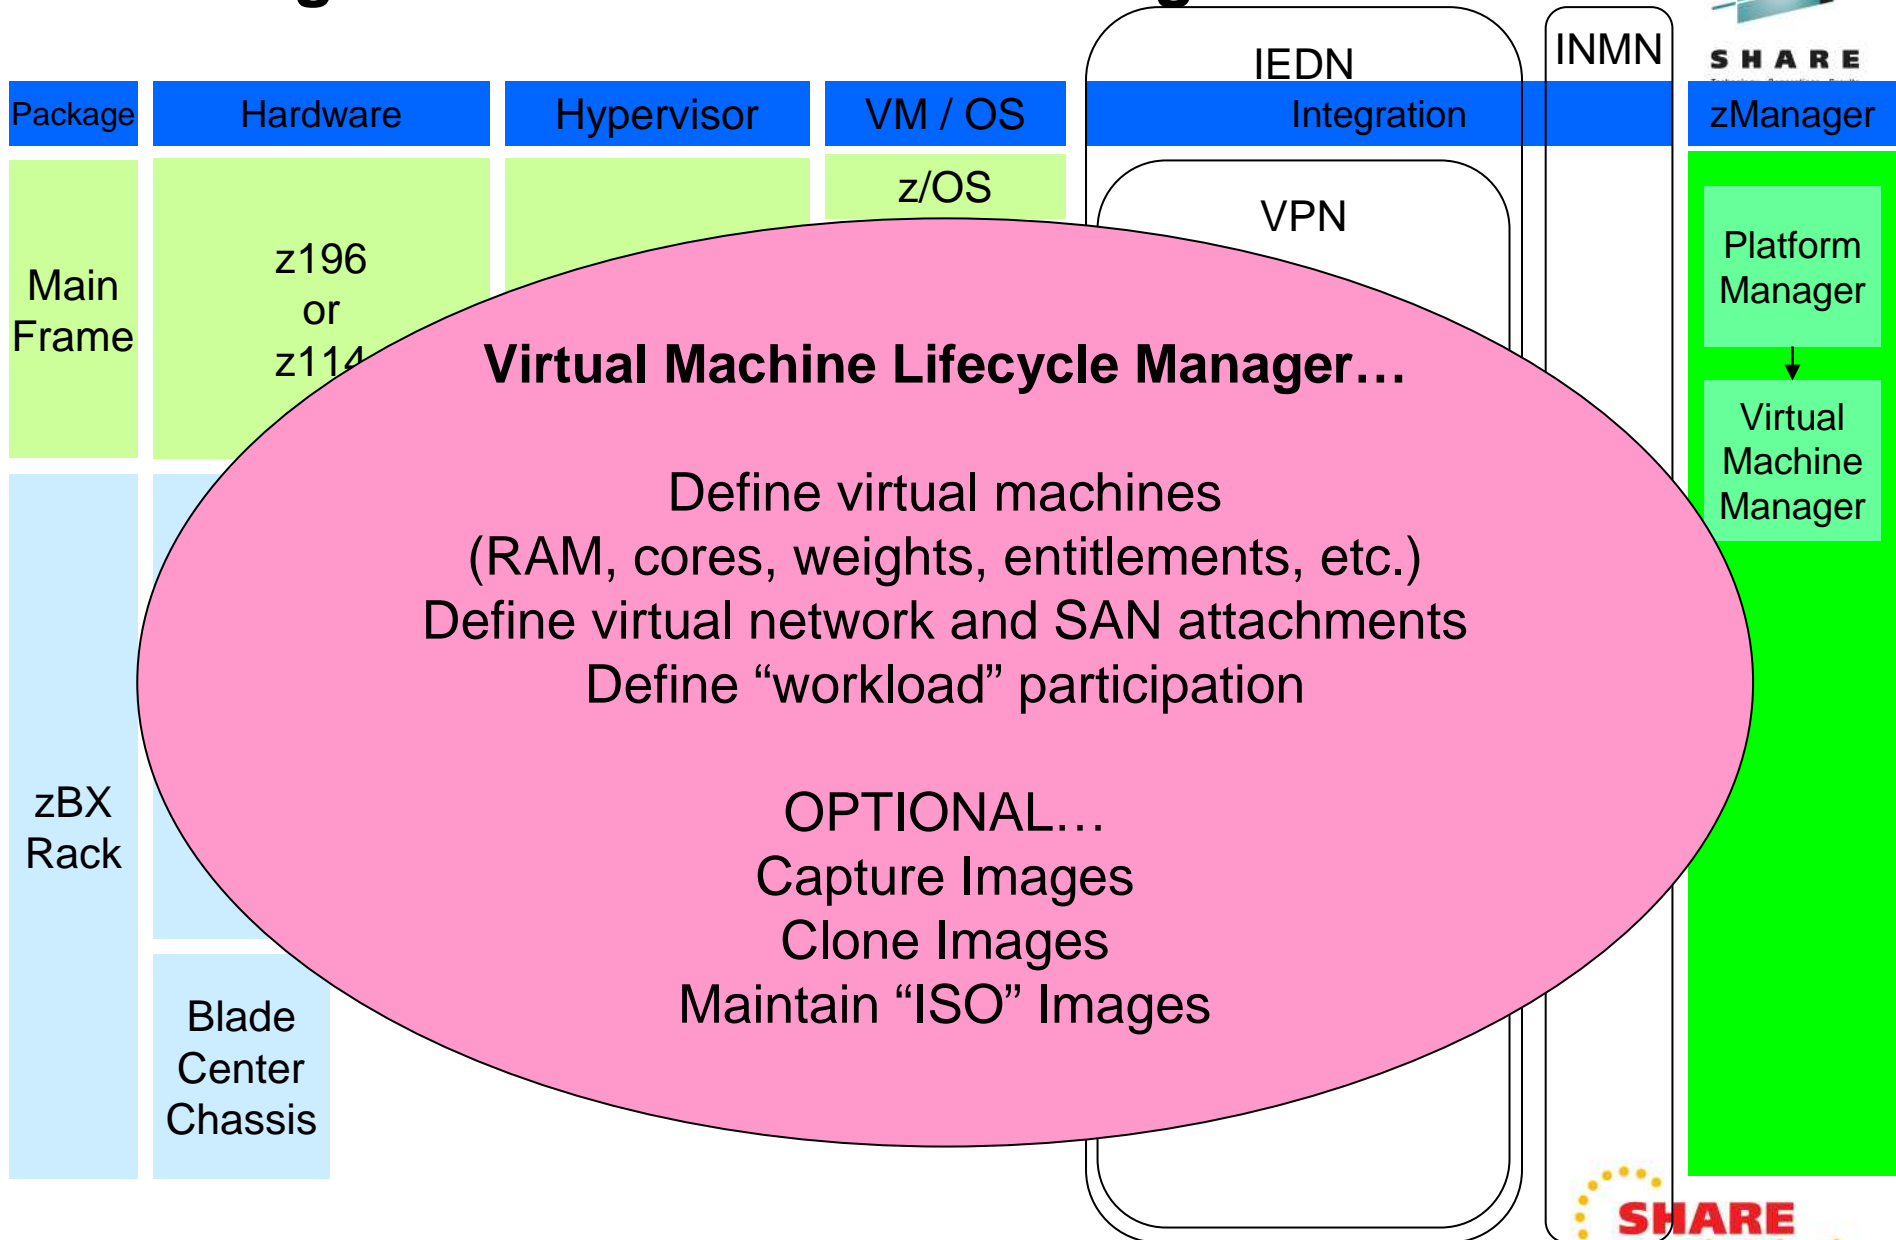 IEDN
INMN
SHARE
Package
Hardware
Hypervisor
VM / OS
Integration
zManager
z/OS
VPN
Main
Frame
z196
or
z114
Platform
Manager
Virtual
Machine
Manager
Virtual Machine Lifecycle Manager…
Define virtual machines
(RAM, cores, weights, entitlements, etc.)
Define virtual network and SAN attachments
Define “workload” participation
OPTIONAL…
Capture Images
Clone Images
Maintain “ISO” Images
zBX
Rack
Blade
Center
Chassis
SHARE